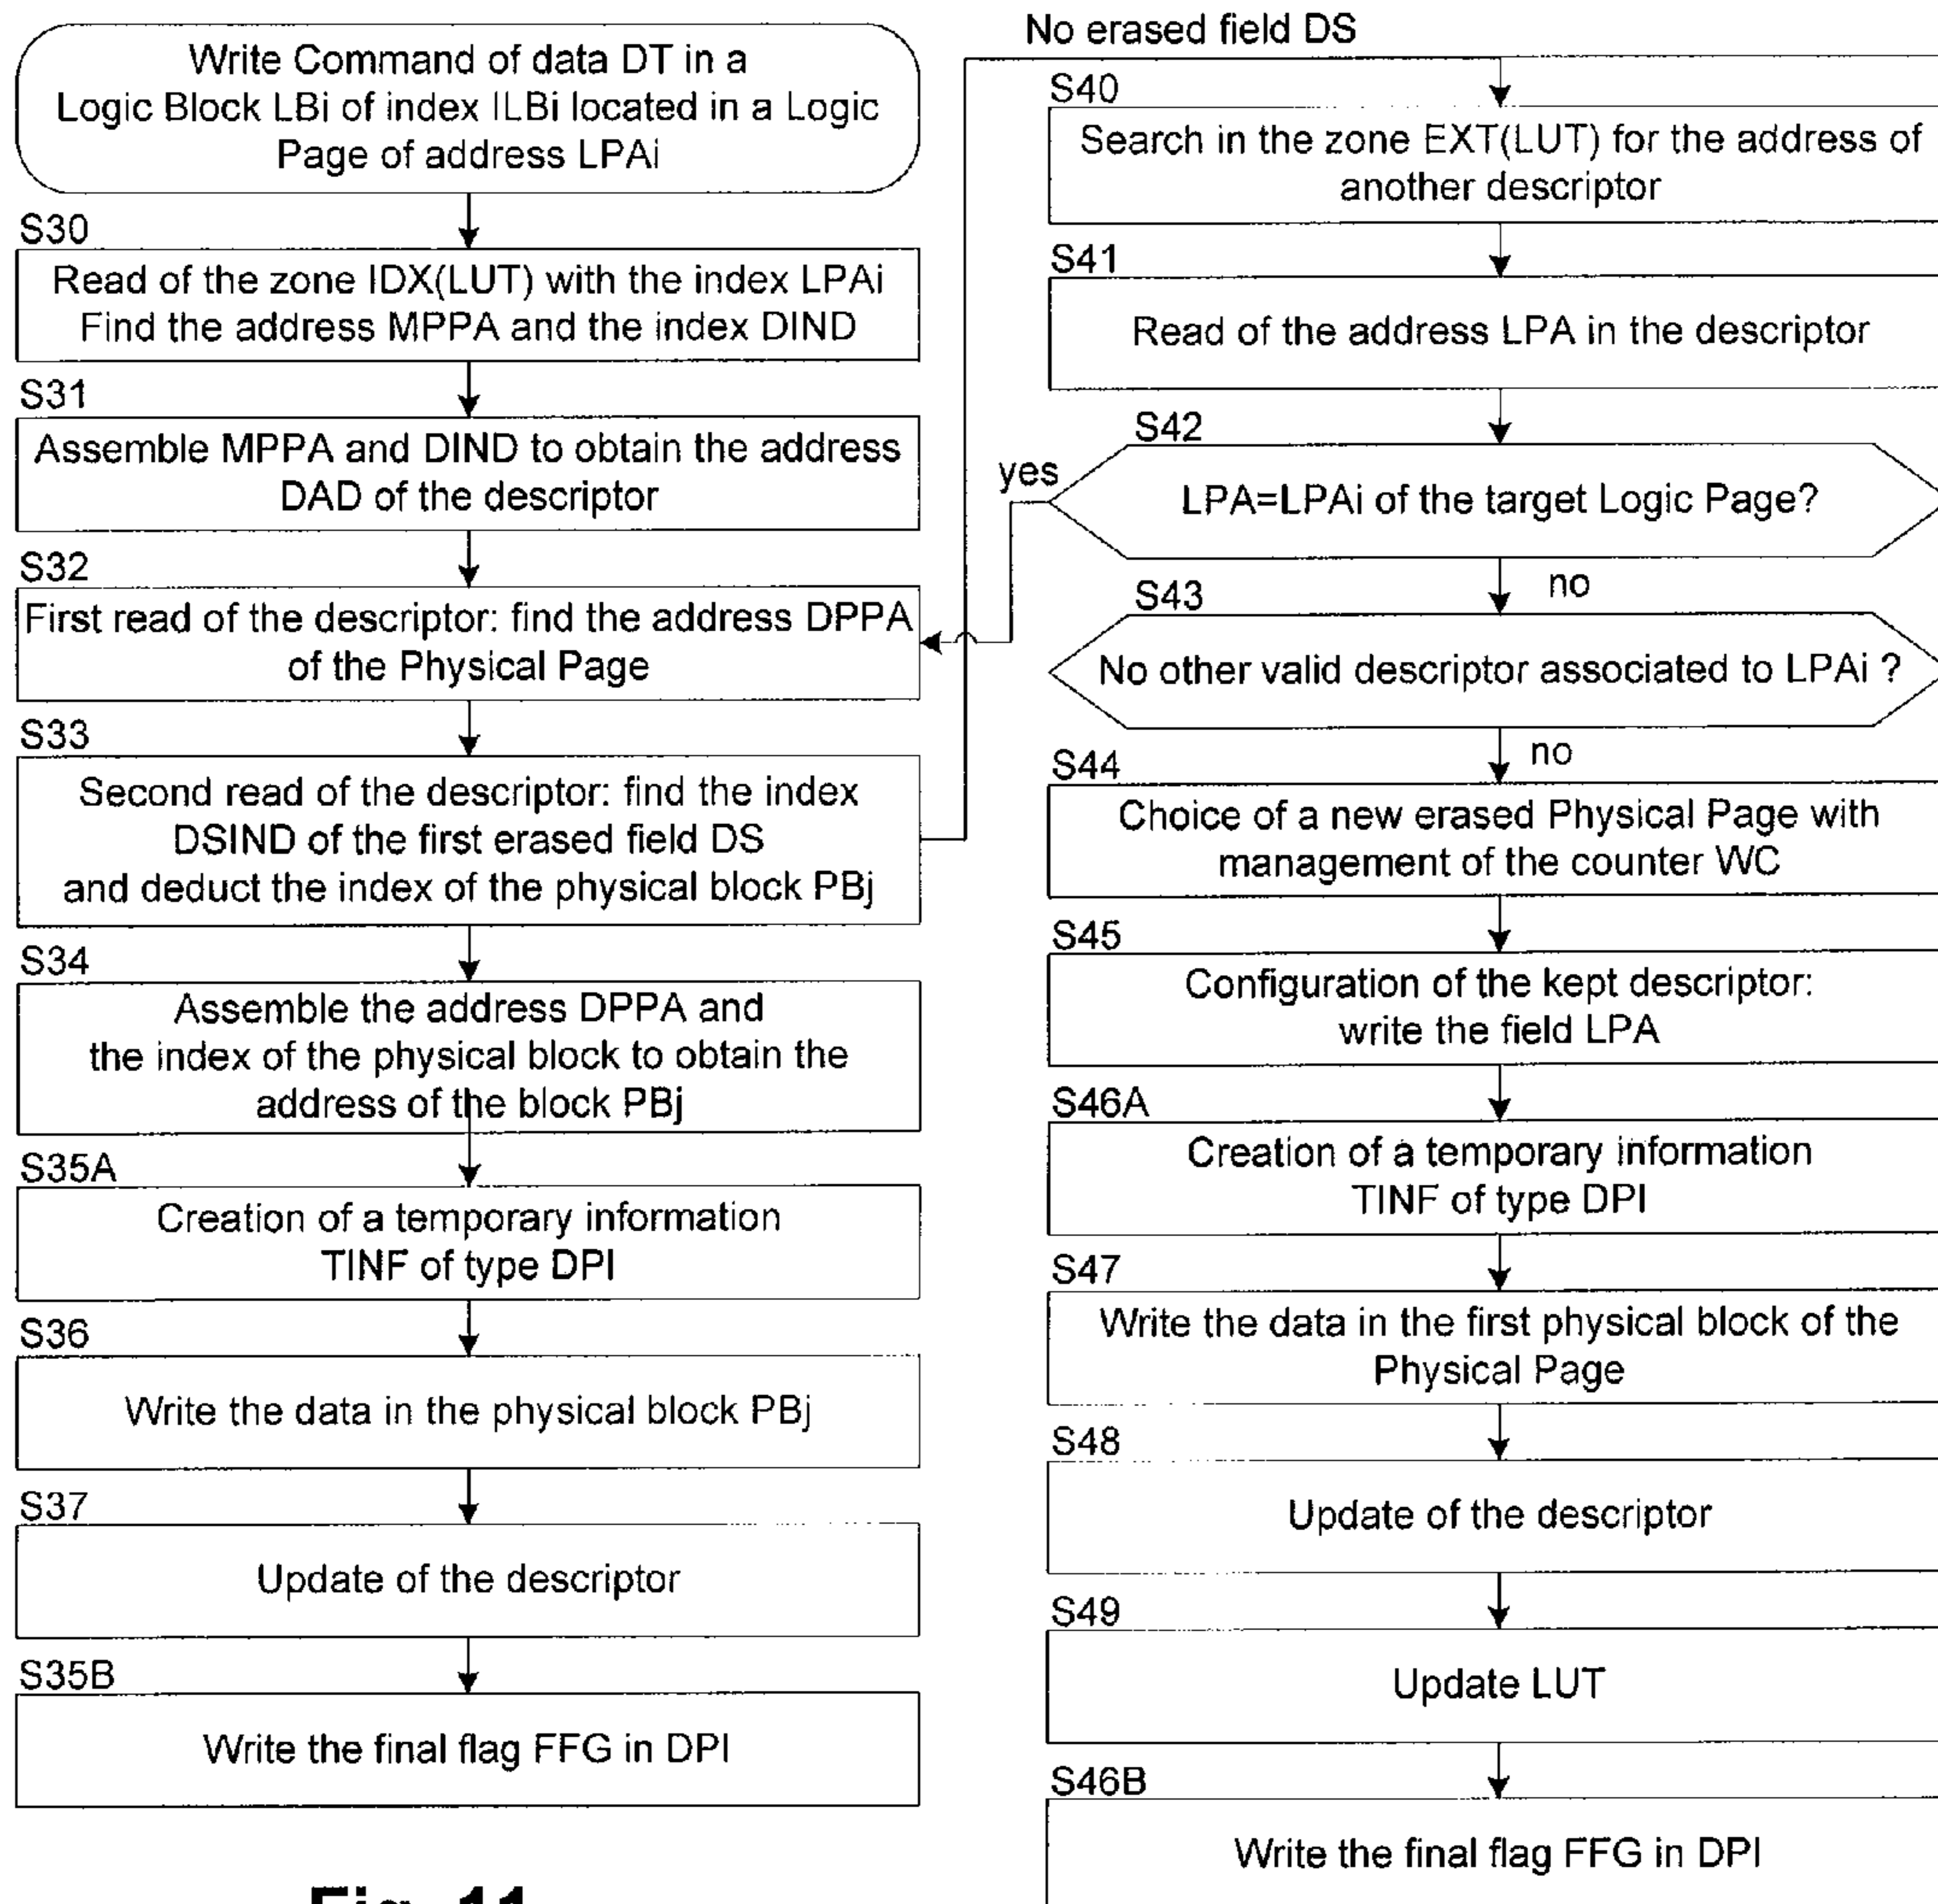 Write Command of data DT in a
Logic Block LBi of index ILBi located in a Logic
Page of address LPAi
S30
Read of the zone IDX(LUT) with the index LPAi
Find the address MPPA and the index DIND
S31
Assemble MPPA and DIND to obtain the address
DAD of the descriptor
S32
First read of the descriptor: find the address DPPA
of the Physical Page
S33
Second read of the descriptor: find the index
DSIND of the first erased field DS
and deduct the index of the physical block PBj
S34
Assemble the address DPPA and
the index of the physical block to obtain the
address of the block PBj
S35A
Creation of a temporary information
TINF of type DPI
S36
Write the data in the physical block PBj
S37
Update of the descriptor
S35B
Write the final flag FFG in DPI
No erased field DS
S40
Search in the zone EXT(LUT) for the address of
another descriptor
S41
Read of the address LPA in the descriptor
S42
yes
LPA=LPAi of the target Logic Page?
no
S43
No other valid descriptor associated to LPAi ?
no
S44
Choice of a new erased Physical Page with
management of the counter WC
S45
Configuration of the kept descriptor:
write the field LPA
S46A
Creation of a temporary information
TINF of type DPI
S47
Write the data in the first physical block of the
Physical Page
S48
Update of the descriptor
S49
Update LUT
S46B
Write the final flag FFG in DPI
Fig. 11